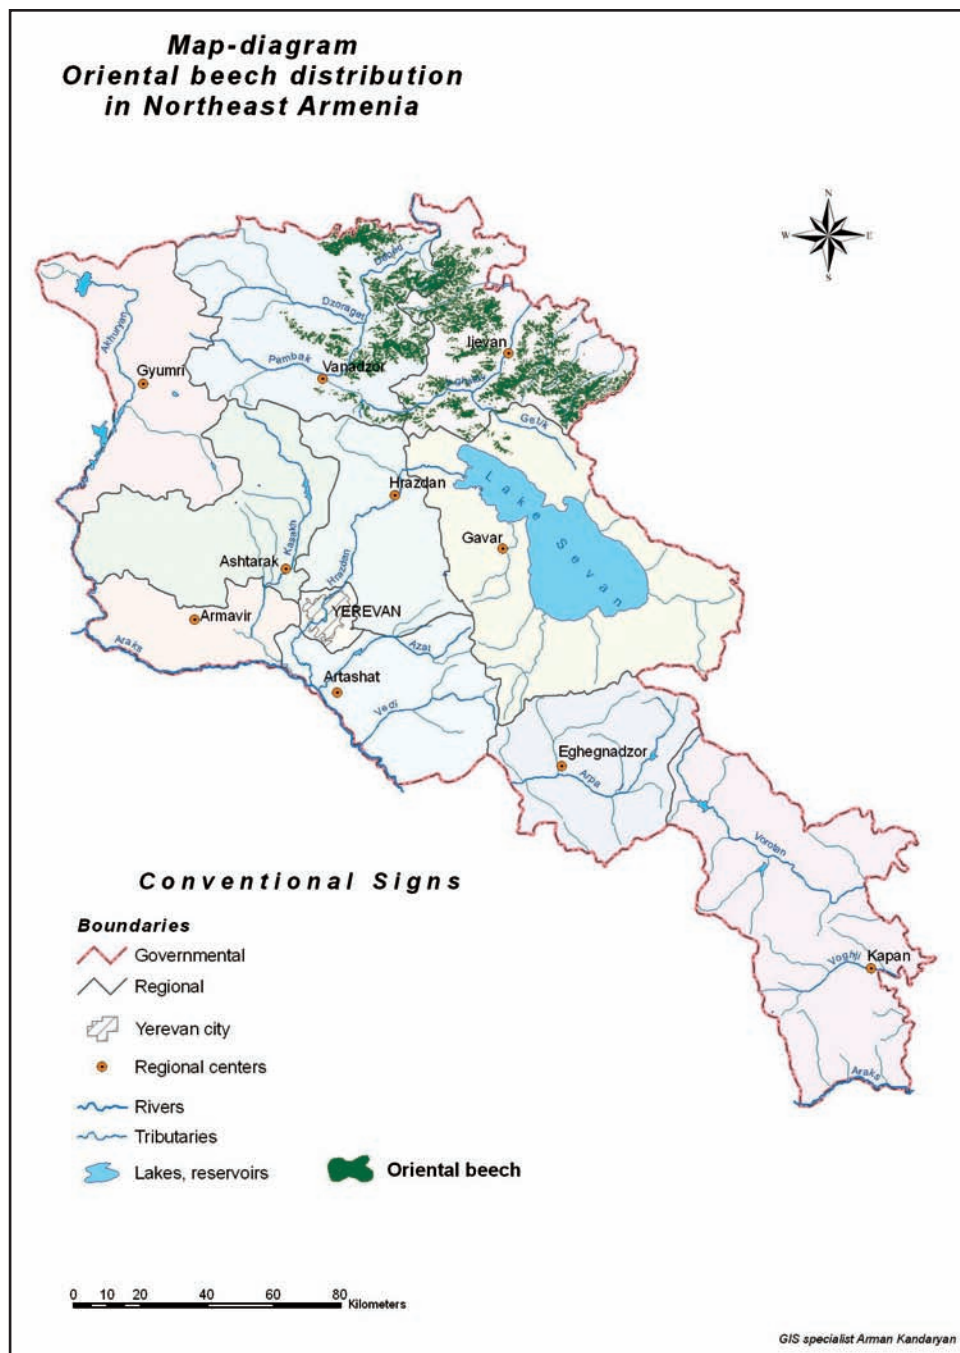 Map-diagram
Oriental beech distribution
in Northeast Armenia
N
W
E
S
Debed
Dzoraget
Akhuryan
Ijevan
Pambak
Vanadzor
Gyumri
Getik
Hrazdan
Lake Sevan
Gavar
Kasakh
Hrazdan
Ashtarak
YEREVAN
Armavir
Azat
Araks
Artashat
Vedi
Eghegnadzor
Arpa
Vorotan
Conventional Signs
Boundaries
Governmental
Regional
Yerevan city
Regional centers
Rivers
Tributaries
Lakes, reservoirs
Oriental beech
Kapan
Voghji
Araks
0 10 20 40 60 80
Kilometers
GIS specialist Arman Kandaryan